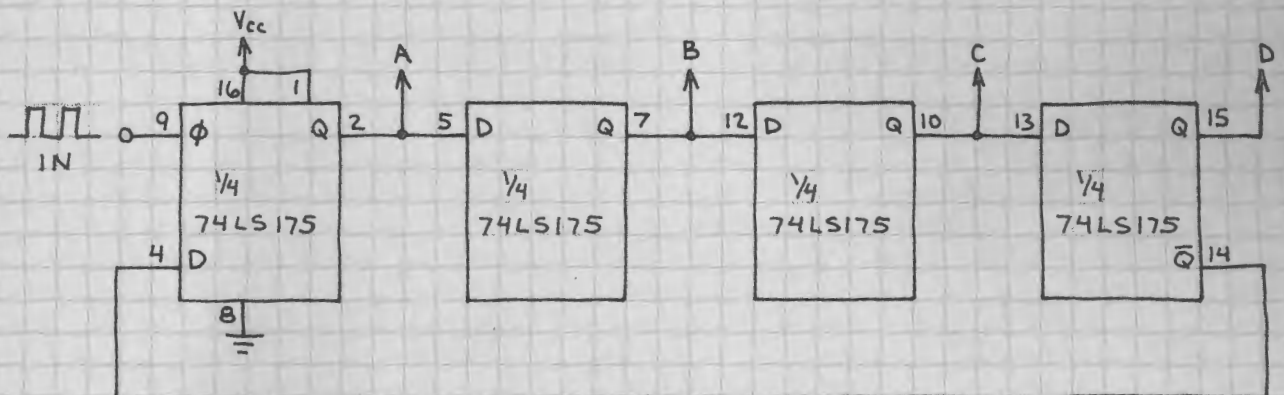 Vcc
A
B
C
D
16 1
9 Φ Q 2
5 D Q 7
12 D Q 10
13 D Q 15
IN
1/4
74LS175
1/4
74LS175
1/4
74LS175
1/4
74LS175
4 D
Q̅ 14
8